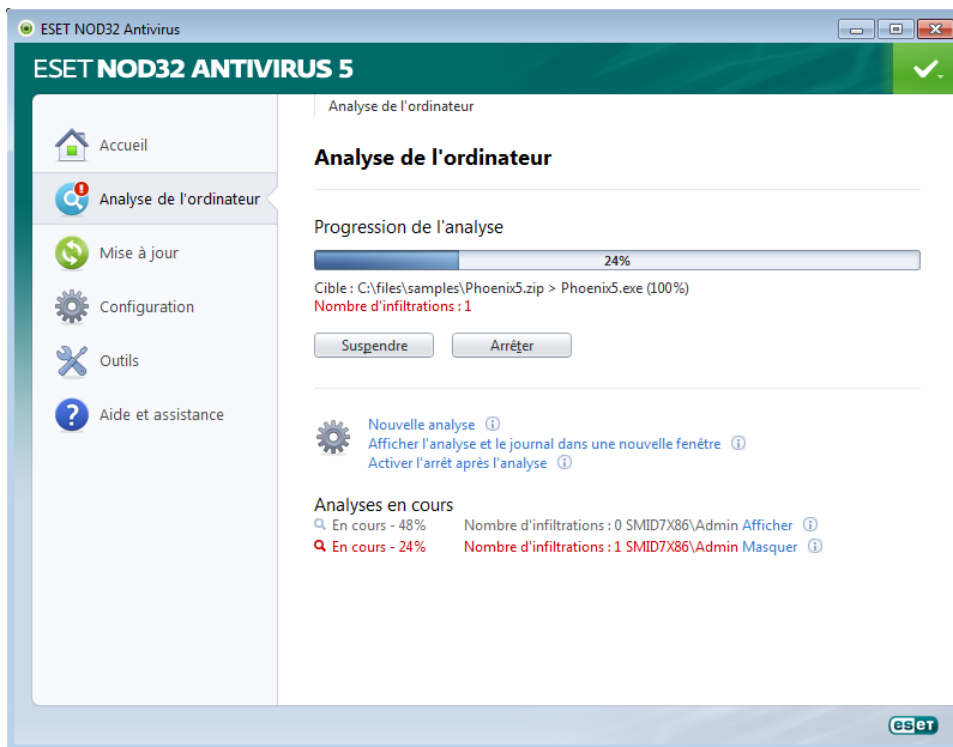 ESET NOD32 Antivirus
ESET NOD32 ANTIVIRUS 5
Accueil
Analyse de l'ordinateur
Mise à jour
Configuration
Outils
Aide et assistance
Analyse de l'ordinateur
Analyse de l'ordinateur
Progression de l'analyse
24%
Cible : C:\files\samples\Phoenix5.zip > Phoenix5.exe (100%)
Nombre d'infiltrations : 1
Suspendre Arrêter
Nouvelle analyse
Afficher l'analyse et le journal dans une nouvelle fenêtre
Activer l'arrêt après l'analyse
Analyses en cours
En cours - 48% Nombre d'infiltrations : 0 SMID7X86\Admin Afficher
En cours - 24% Nombre d'infiltrations : 1 SMID7X86\Admin Masquer
eseT